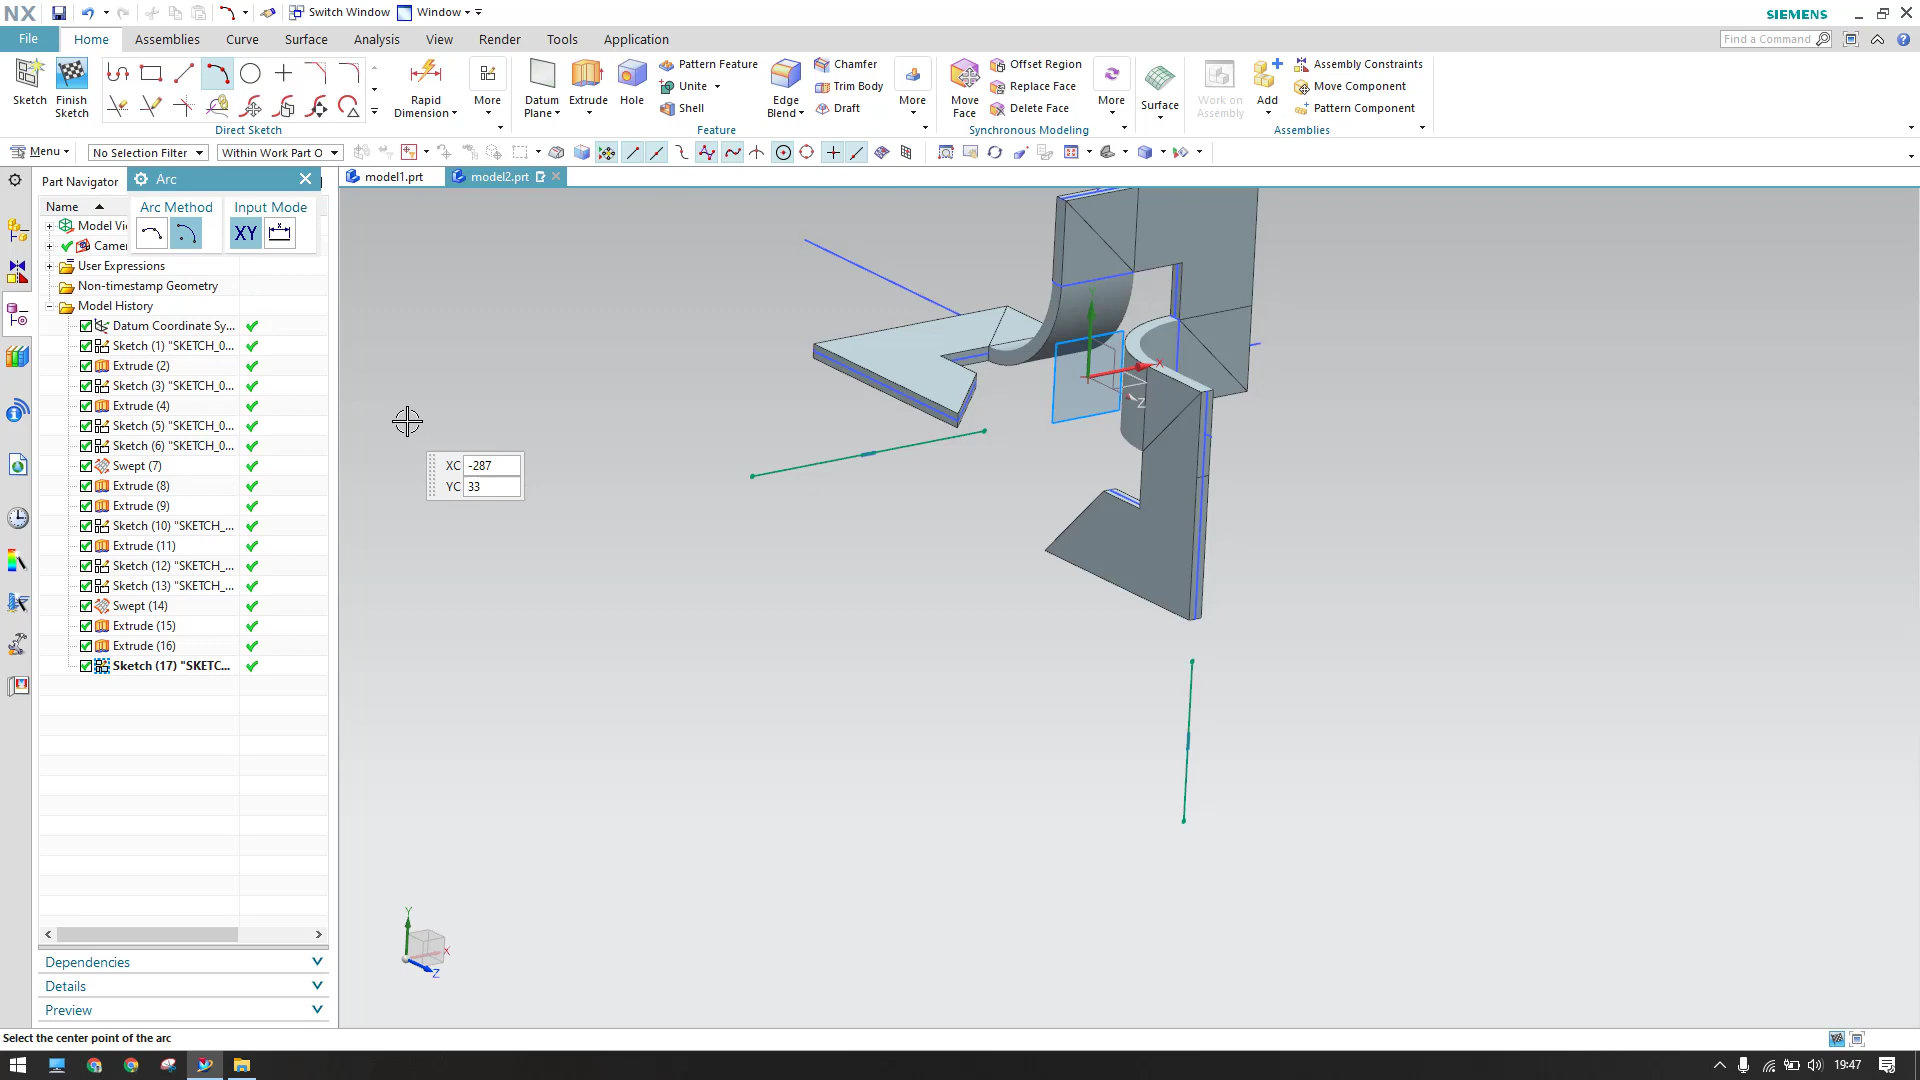 NX
Switch Window
Window
SIEMENS
File
Home
Assemblies
Curve
Surface
Analysis
View
Render
Tools
Application
Find a Command
Sketch
Finish
Sketch
Direct Sketch
Rapid
Dimension
More
Datum
Plane
Extrude
Hole
Pattern Feature
Unite
Shell
Edge
Blend
Chamfer
Trim Body
Draft
More
Feature
Move
Face
Offset Region
Replace Face
Delete Face
More
Synchronous Modeling
Surface
Work on
Assembly
Add
Assembly Constraints
Move Component
Pattern Component
Assemblies
Menu
No Selection Filter
Within Work Part O
Part Navigator
Arc
model1.prt
model2.prt
Name
Arc Method
Input Mode
XY
Model Vi
Camer
User Expressions
Non-timestamp Geometry
Model History
Datum Coordinate Sy...
Sketch (1) "SKETCH_0...
Extrude (2)
Sketch (3) "SKETCH_0...
Extrude (4)
Sketch (5) "SKETCH_0...
Sketch (6) "SKETCH_0...
Swept (7)
Extrude (8)
Extrude (9)
Sketch (10) "SKETCH_...
Extrude (11)
Sketch (12) "SKETCH_...
Sketch (13) "SKETCH_...
Swept (14)
Extrude (15)
Extrude (16)
Sketch (17) "SKETC...
XC -287
YC 33
Y
X
Z
Y
X
Z
Dependencies
Details
Preview
Select the center point of the arc
19:47